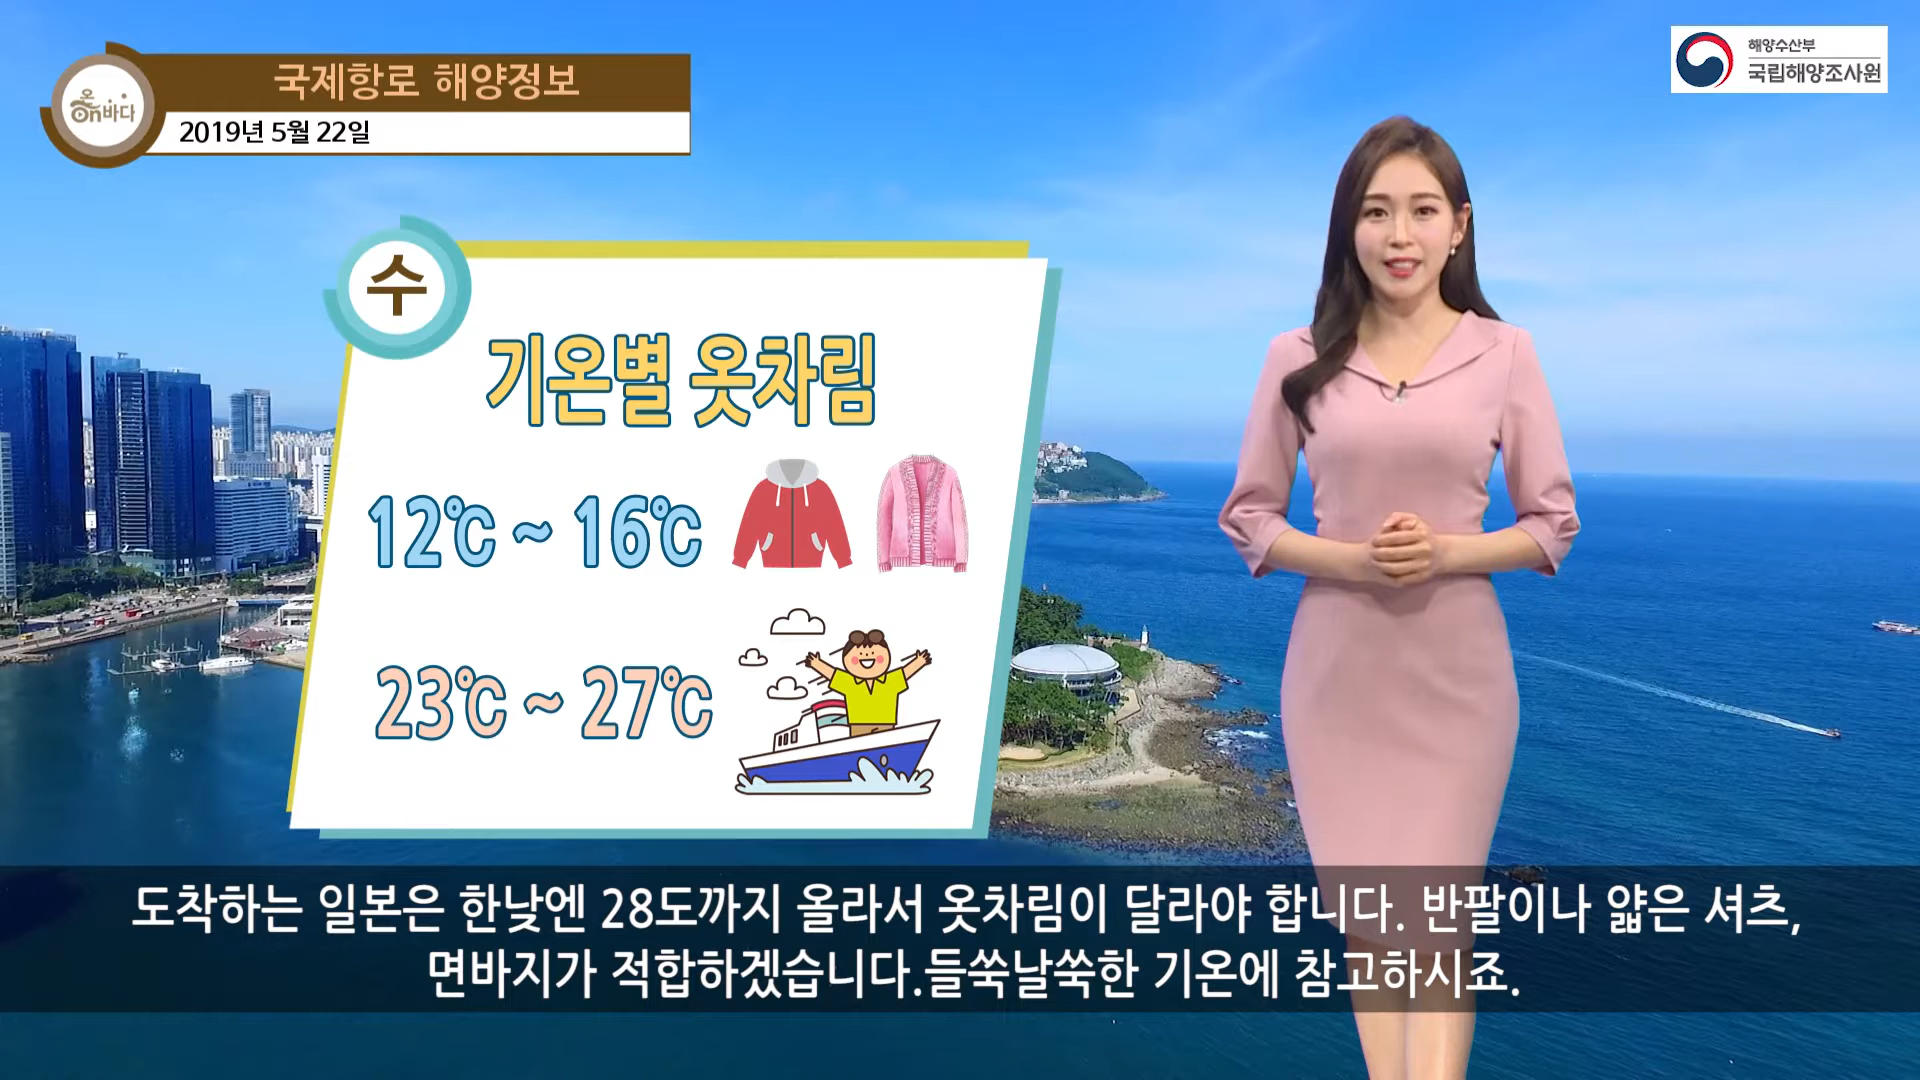 국제항로 해양정보
온
on바다
2019년 5월 22일
해양수산부
국립해양조사원
수
기온별 옷차림
12℃ ~ 16℃
23℃ ~ 27℃
도착하는 일본은 한낮엔 28도까지 올라서 옷차림이 달라야 합니다. 반팔이나 얇은 셔츠,
면바지가 적합하겠습니다.들쑥날쑥한 기온에 참고하시죠.